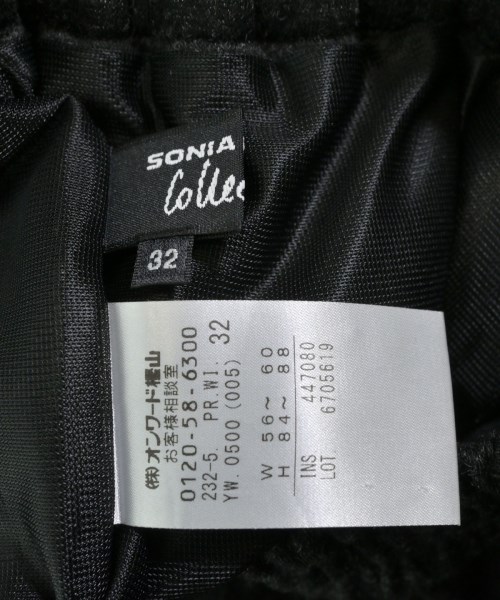 SONIA
Collec
32
(株)オンワード樫山
お客様相談室
0120-58-6300
232-5. PR.WI. 32
YW. 0500 (005)
W 56~ 60
H 84~ 88
INS 447080
LOT 6705619